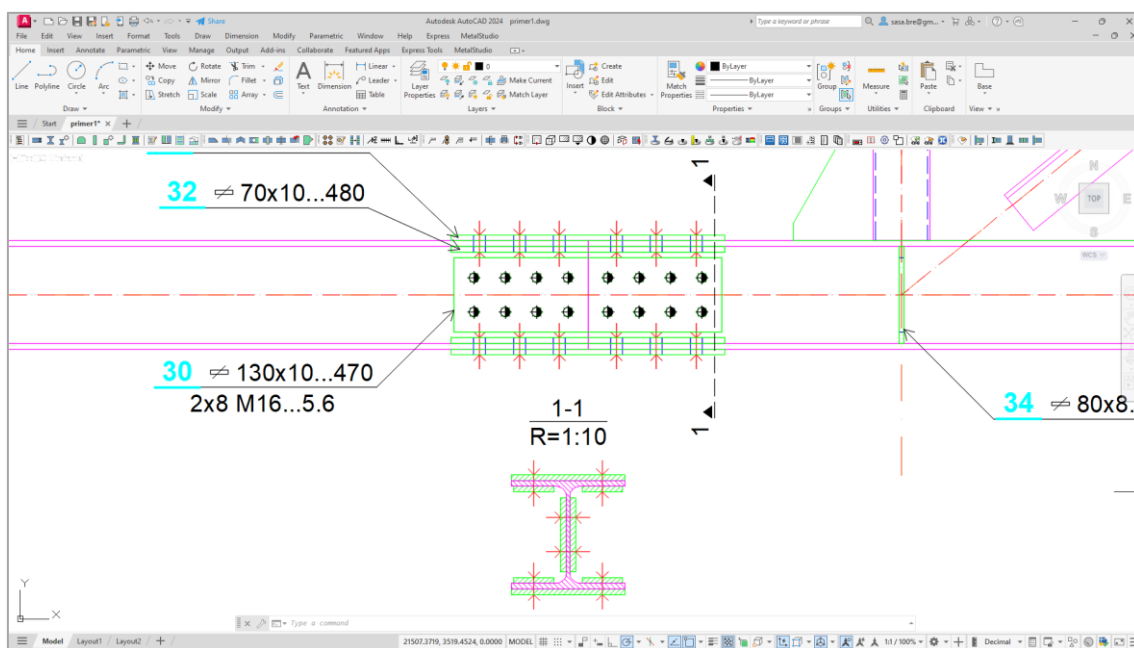 A
Share
Autodesk AutoCAD 2024 primer1.dwg
Type a keyword or phrase
sasa.bre@gm...
File Edit View Insert Format Tools Draw Dimension Modify Parametric Window Help Express MetalStudio
Home Insert Annotate Parametric View Manage Output Add-ins Collaborate Featured Apps Express Tools MetalStudio
Line Polyline Circle Arc
Move Rotate Trim
Copy Mirror Fillet
Stretch Scale Array
Text Dimension
Linear
Leader
Table
Layer Properties
0
Make Current
Match Layer
Insert
Create
Edit
Edit Attributes
Match Properties
ByLayer
ByLayer
ByLayer
Group
Measure
Paste
Base
Draw Modify Annotation Layers Block Properties Groups Utilities Clipboard View
Start primer1*
32 70x10...480
1
N
W TOP E
S
WCS
30 130x10...470
2x8 M16...5.6
1-1
R=1:10
1
34 80x8.
Y
X
Type a command
Model Layout1 Layout2
21507.3719, 3519.4524, 0.0000 MODEL
1:1 / 100%
Decimal